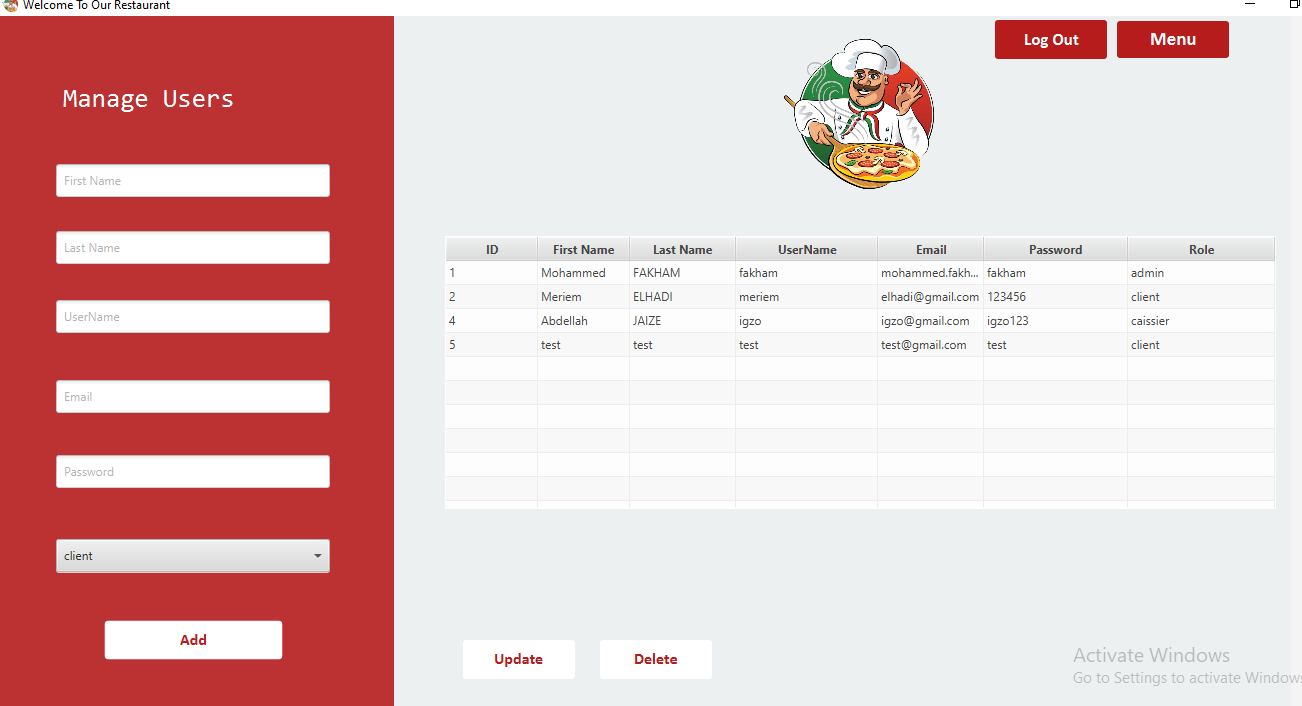 Welcome To Our Restaurant
Log Out Menu
Manage Users
First Name
Last Name
UserName
Email
Password
client
Add
ID First Name Last Name UserName Email Password Role
1 Mohammed FAKHAM fakham mohammed.fakh... fakham admin
2 Meriem ELHADI meriem elhadi@gmail.com 123456 client
4 Abdellah JAIZE igzo igzo@gmail.com igzo123 caissier
5 test test test test@gmail.com test client
Update Delete
Activate Windows
Go to Settings to activate Windows